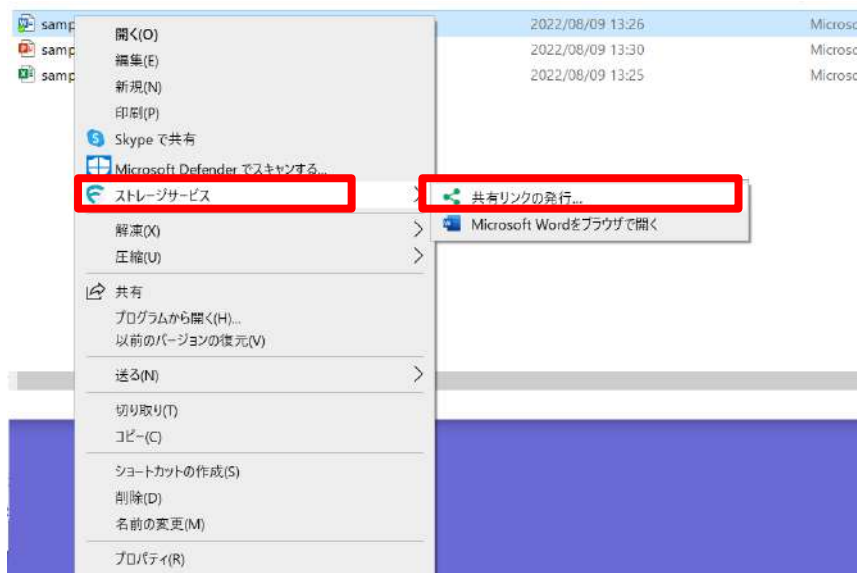 samp 2022/08/09 13:26 Microso
samp 2022/08/09 13:30 Microso
samp 2022/08/09 13:25 Microso
開く(O)
編集(E)
新規(N)
印刷(P)
Skype で共有
Microsoft Defender でスキャンする...
ストレージサービス
共有リンクの発行...
Microsoft Wordをブラウザで開く
解凍(X)
圧縮(U)
共有
プログラムから開く(H)...
以前のバージョンの復元(V)
送る(N)
切り取り(T)
コピー(C)
ショートカットの作成(S)
削除(D)
名前の変更(M)
プロパティ(R)